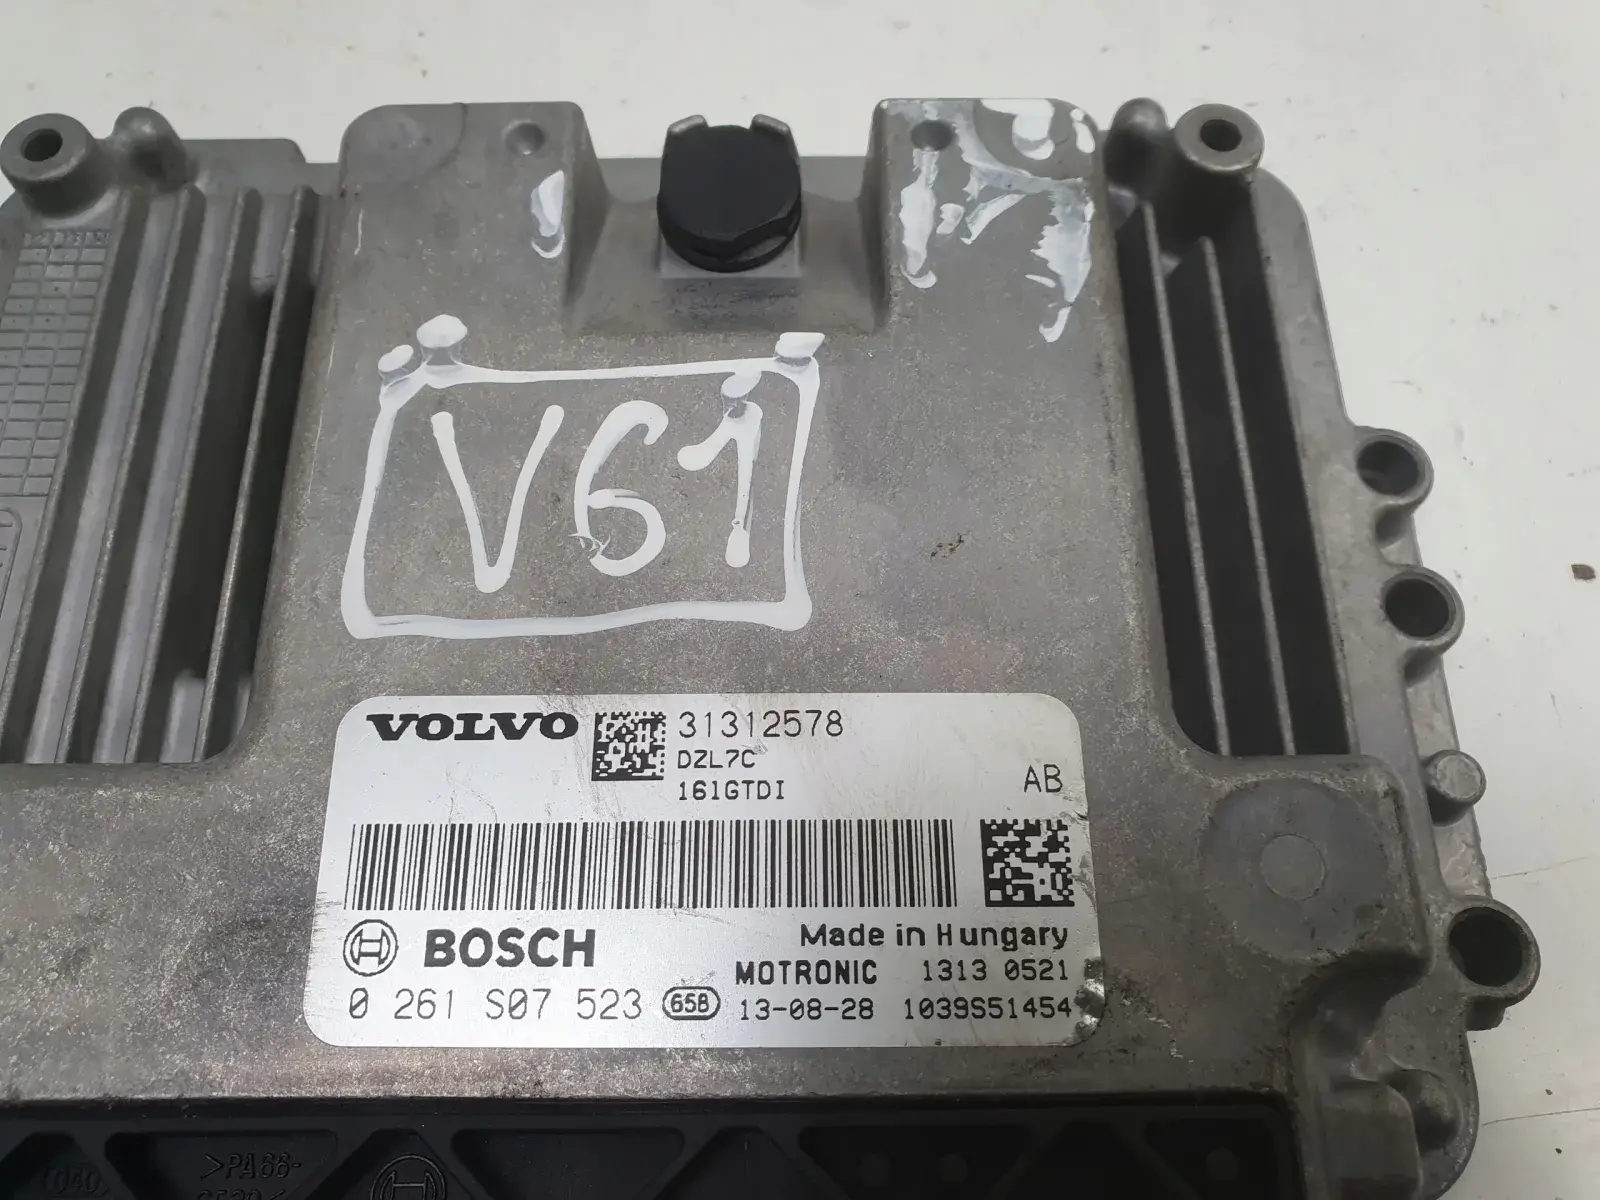 V61
VOLVO 31312578
DZL7C
161GTDI AB
BOSCH Made in Hungary
MOTRONIC 1313 0521
0 261 S07 523 65B 13-08-28 1039S51454
>PA66-